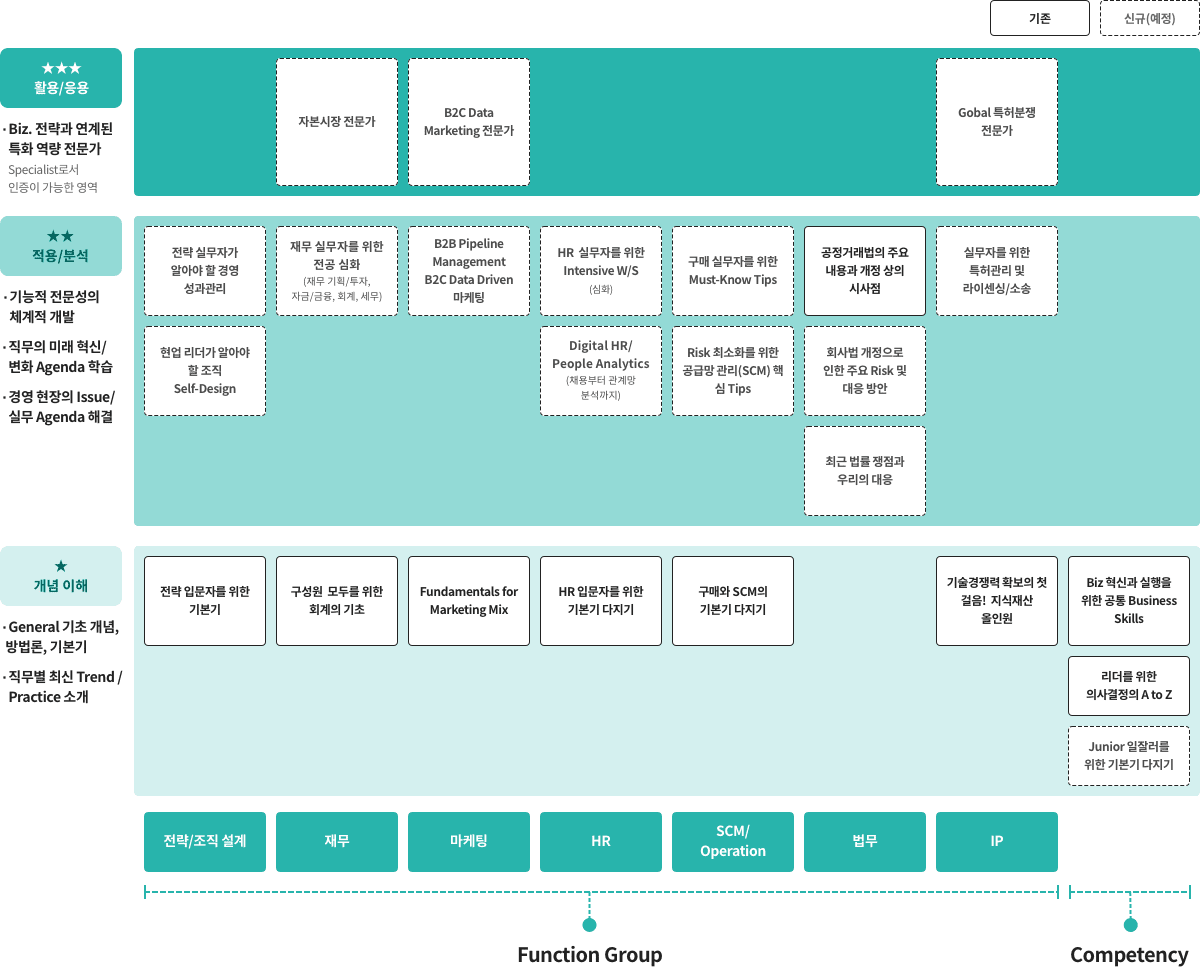 기존
신규(예정)
★★★
활용/응용
· Biz. 전략과 연계된
특화 역량 전문가
Specialist로서
인증이 가능한 영역
자본시장 전문가
B2C Data
Marketing 전문가
Gobal 특허분쟁
전문가
★★
적용/분석
· 기능적 전문성의
체계적 개발
· 직무의 미래 혁신/
변화 Agenda 학습
· 경영 현장의 Issue/
실무 Agenda 해결
전략 실무자가
알아야 할 경영
성과관리
재무 실무자를 위한
전공 심화
(재무 기획/투자,
자금/금융, 회계, 세무)
B2B Pipeline
Management
B2C Data Driven
마케팅
HR 실무자를 위한
Intensive W/S
(심화)
구매 실무자를 위한
Must-Know Tips
공정거래법의 주요
내용과 개정 상의
시사점
실무자를 위한
특허관리 및
라이센싱/소송
현업 리더가 알아야
할 조직
Self-Design
Digital HR/
People Analytics
(채용부터 관계망
분석까지)
Risk 최소화를 위한
공급망 관리(SCM) 핵
심 Tips
회사법 개정으로
인한 주요 Risk 및
대응 방안
최근 법률 쟁점과
우리의 대응
★
개념 이해
· General 기초 개념,
방법론, 기본기
· 직무별 최신 Trend /
Practice 소개
전략 입문자를 위한
기본기
구성원 모두를 위한
회계의 기초
Fundamentals for
Marketing Mix
HR 입문자를 위한
기본기 다지기
구매와 SCM의
기본기 다지기
기술경쟁력 확보의 첫
걸음! 지식재산
올인원
Biz 혁신과 실행을
위한 공통 Business
Skills
리더를 위한
의사결정의 A to Z
Junior 일잘러를
위한 기본기 다지기
전략/조직 설계
재무
마케팅
HR
SCM/
Operation
법무
IP
Function Group
Competency